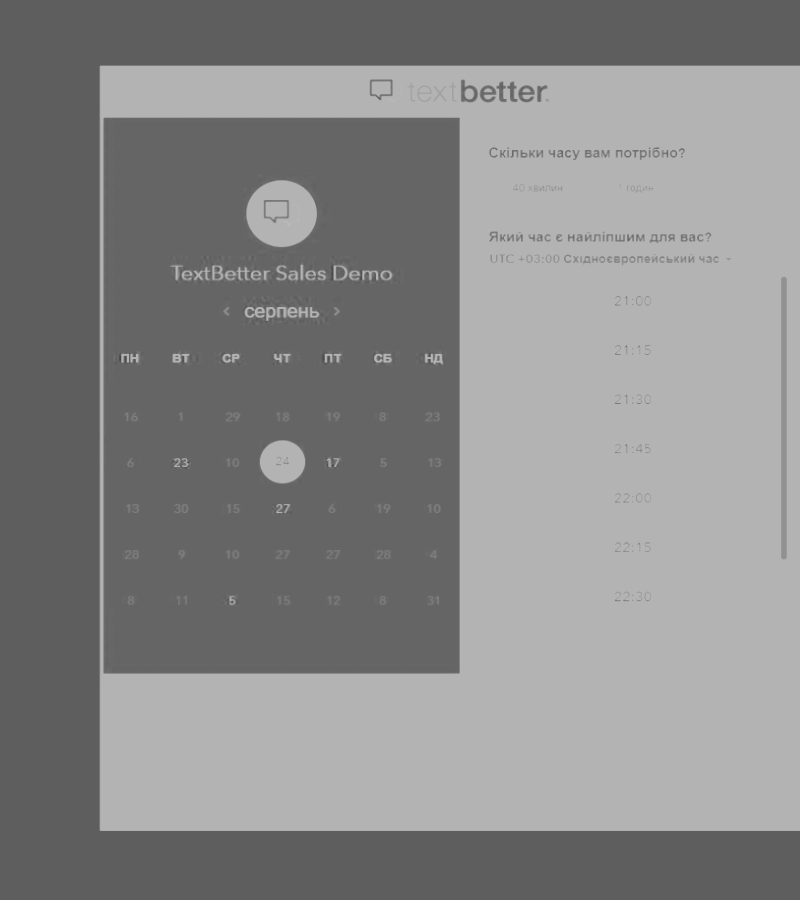 textbetter.
TextBetter Sales Demo
‹ серпень ›
ПН ВТ СР ЧТ ПТ СБ НД
16 1 29 18 19 8 23
6 23 10 24 17 5 13
13 30 15 27 6 19 10
28 9 10 27 27 28 4
8 11 5 15 12 8 31
Скільки часу вам потрібно?
40 хвилин 1 годин
Який час є найліпшим для вас?
UTC +03:00 Східноєвропейський час
21:00
21:15
21:30
21:45
22:00
22:15
22:30